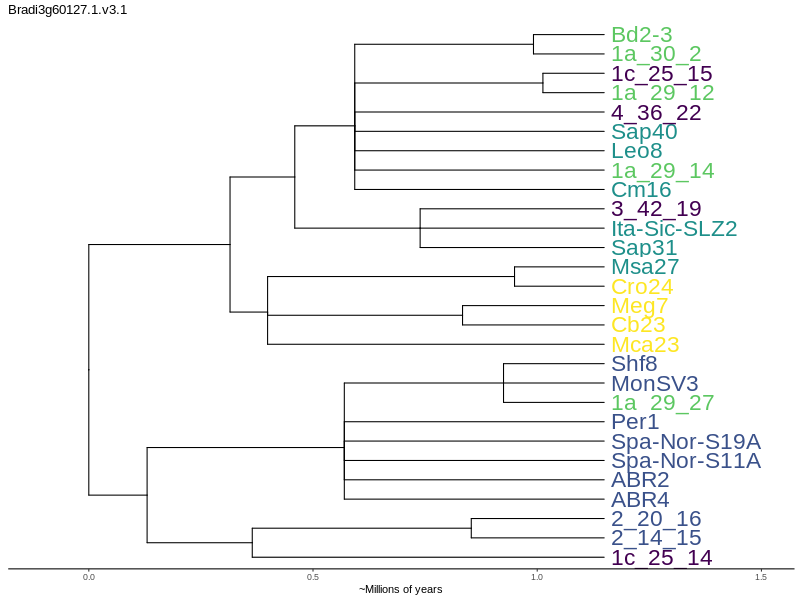 Bradi3g60127.1.v3.1
Bd2-3
1a_30_2
1c_25_15
1a_29_12
4_36_22
Sap40
Leo8
1a_29_14
Cm16
3_42_19
Ita-Sic-SLZ2
Sap31
Msa27
Cro24
Meg7
Cb23
Mca23
Shf8
MonSV3
1a_29_27
Per1
Spa-Nor-S19A
Spa-Nor-S11A
ABR2
ABR4
2_20_16
2_14_15
1c_25_14
0.0 0.5 1.0 1.5
~Millions of years